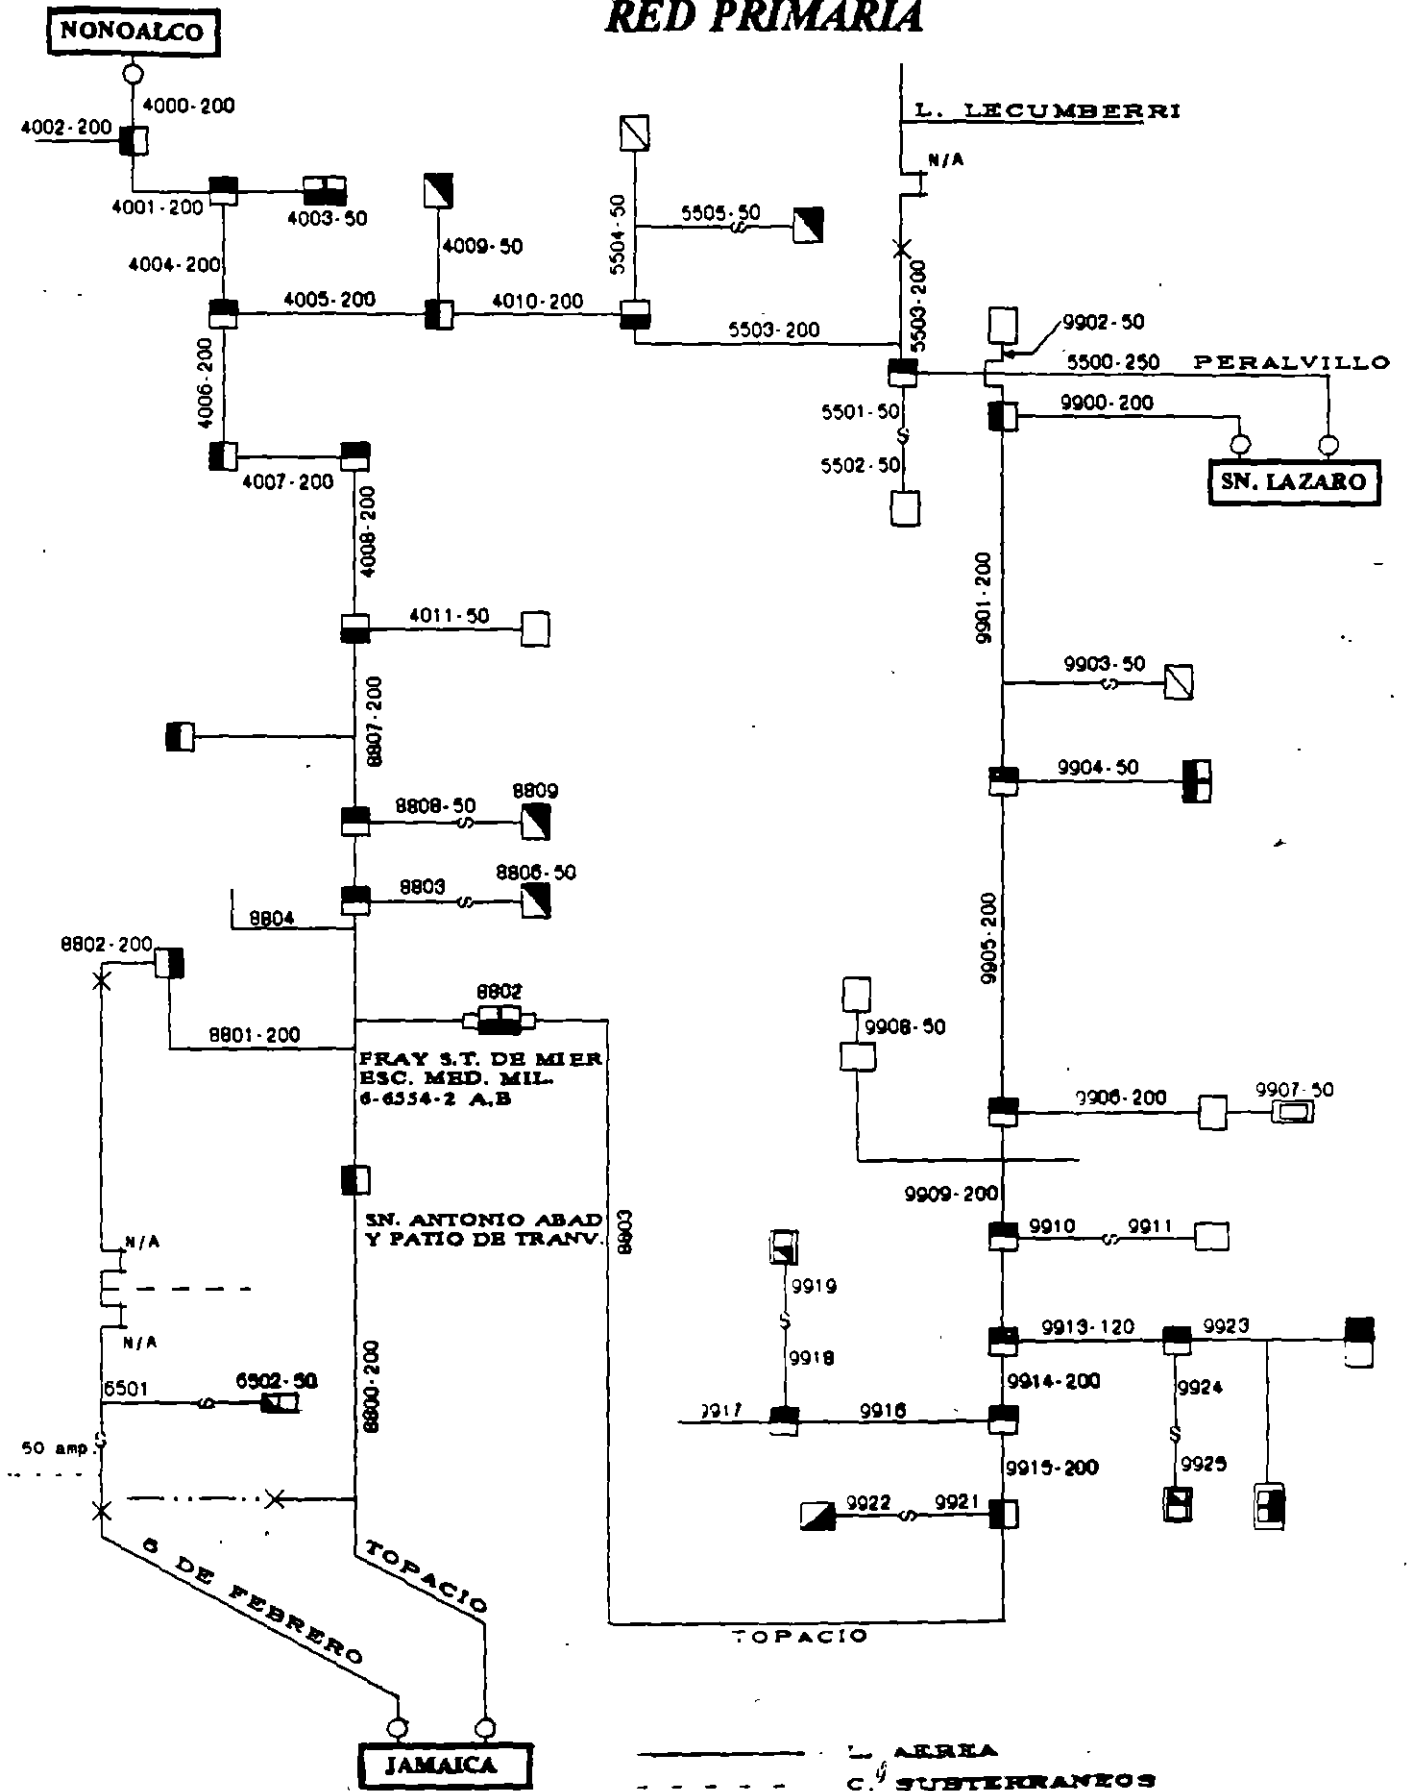 RED PRIMARIA
NONOALCO
4000-200
4002-200
L. LECUMBERRI
N/A
4001-200
4003-50
5505-50
5504-50
4009-50
4004-200
4005-200
4010-200
5503-200
5503-200
9902-50
5500-250 PERALVILLO
4006-200
5501-50
9900-200
5502-50
SN. LAZARO
4007-200
4008-200
9901-200
4011-50
9903-50
8807-200
9904-50
8808-50
8809
8803
8806-50
8804
9905-200
8802-200
8802
9908-50
8801-200
FRAY S.T. DE MIER
ESC. MED. MIL.
6-6554-2 A,B
9906-200
9907-50
9909-200
SN. ANTONIO ABAD
Y PATIO DE TRANV.
8803
9910
9911
N/A
N/A
9919
9918
9913-120
9923
9914-200
9924
6501
6502-50
8800-200
9917
9916
50 amp.
9915-200
9925
9922
9921
TOPACIO
5 DE FEBRERO
TOPACIO
JAMAICA
L. AEREA
C. SUBTERRANEOS